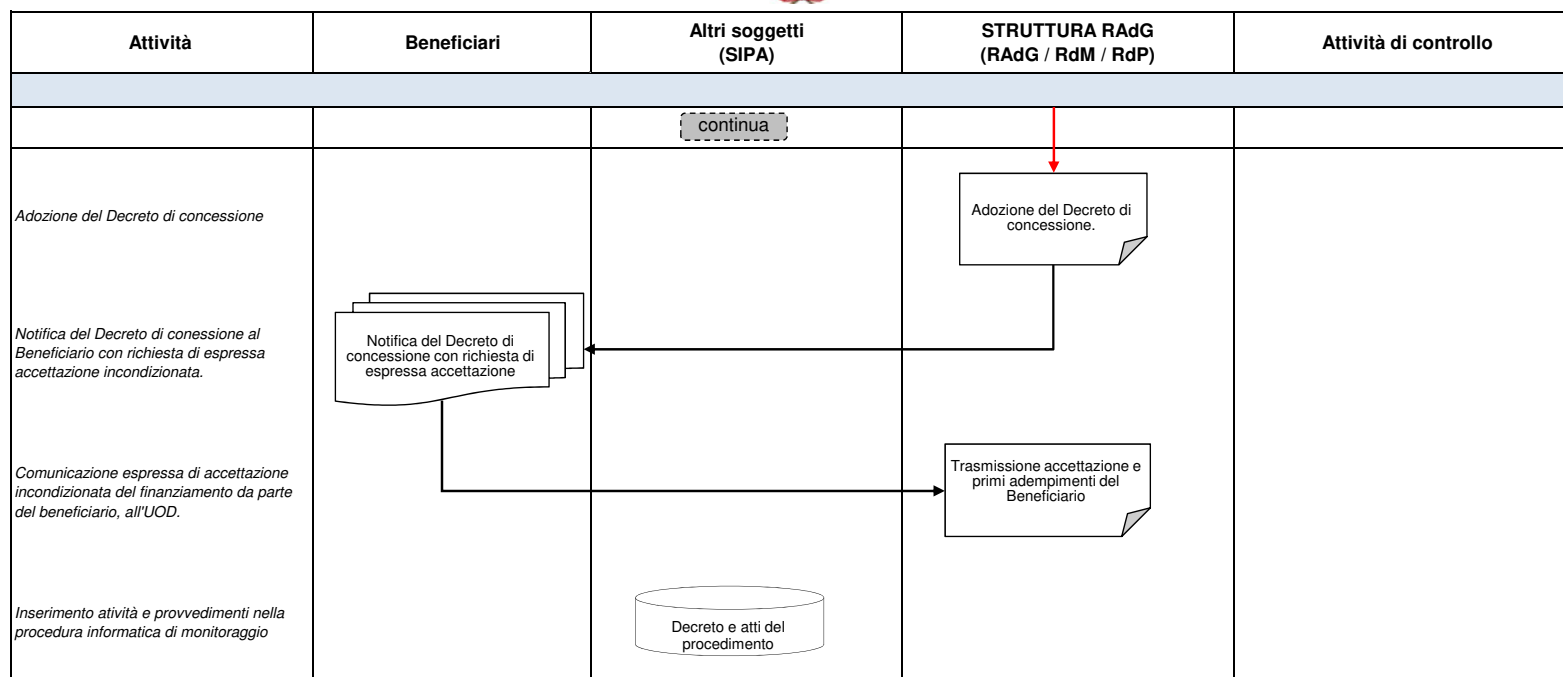 Attività
Beneficiari
Altri soggetti
(SIPA)
STRUTTURA RAdG
(RAdG / RdM / RdP)
Attività di controllo
continua
Adozione del Decreto di concessione
Adozione del Decreto di
concessione.
Notifica del Decreto di conessione al
Beneficiario con richiesta di espressa
accettazione incondizionata.
Notifica del Decreto di
concessione con richiesta di
espressa accettazione
Comunicazione espressa di accettazione
incondizionata del finanziamento da parte
del beneficiario, all'UOD.
Trasmissione accettazione e
primi adempimenti del
Beneficiario
Inserimento atività e provvedimenti nella
procedura informatica di monitoraggio
Decreto e atti del
procedimento